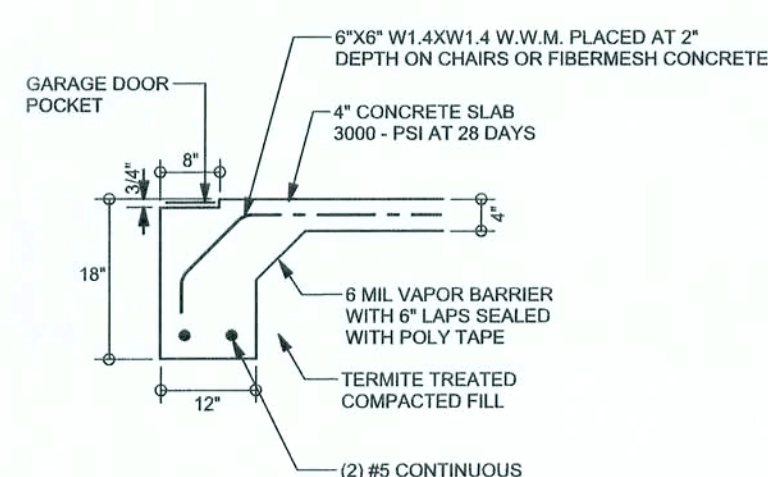 6"X6" W1.4XW1.4 W.W.M. PLACED AT 2"
DEPTH ON CHAIRS OR FIBERMESH CONCRETE
GARAGE DOOR
POCKET
4" CONCRETE SLAB
3000 - PSI AT 28 DAYS
8"
3/4"
4"
18"
6 MIL VAPOR BARRIER
WITH 6" LAPS SEALED
WITH POLY TAPE
TERMITE TREATED
COMPACTED FILL
12"
(2) #5 CONTINUOUS